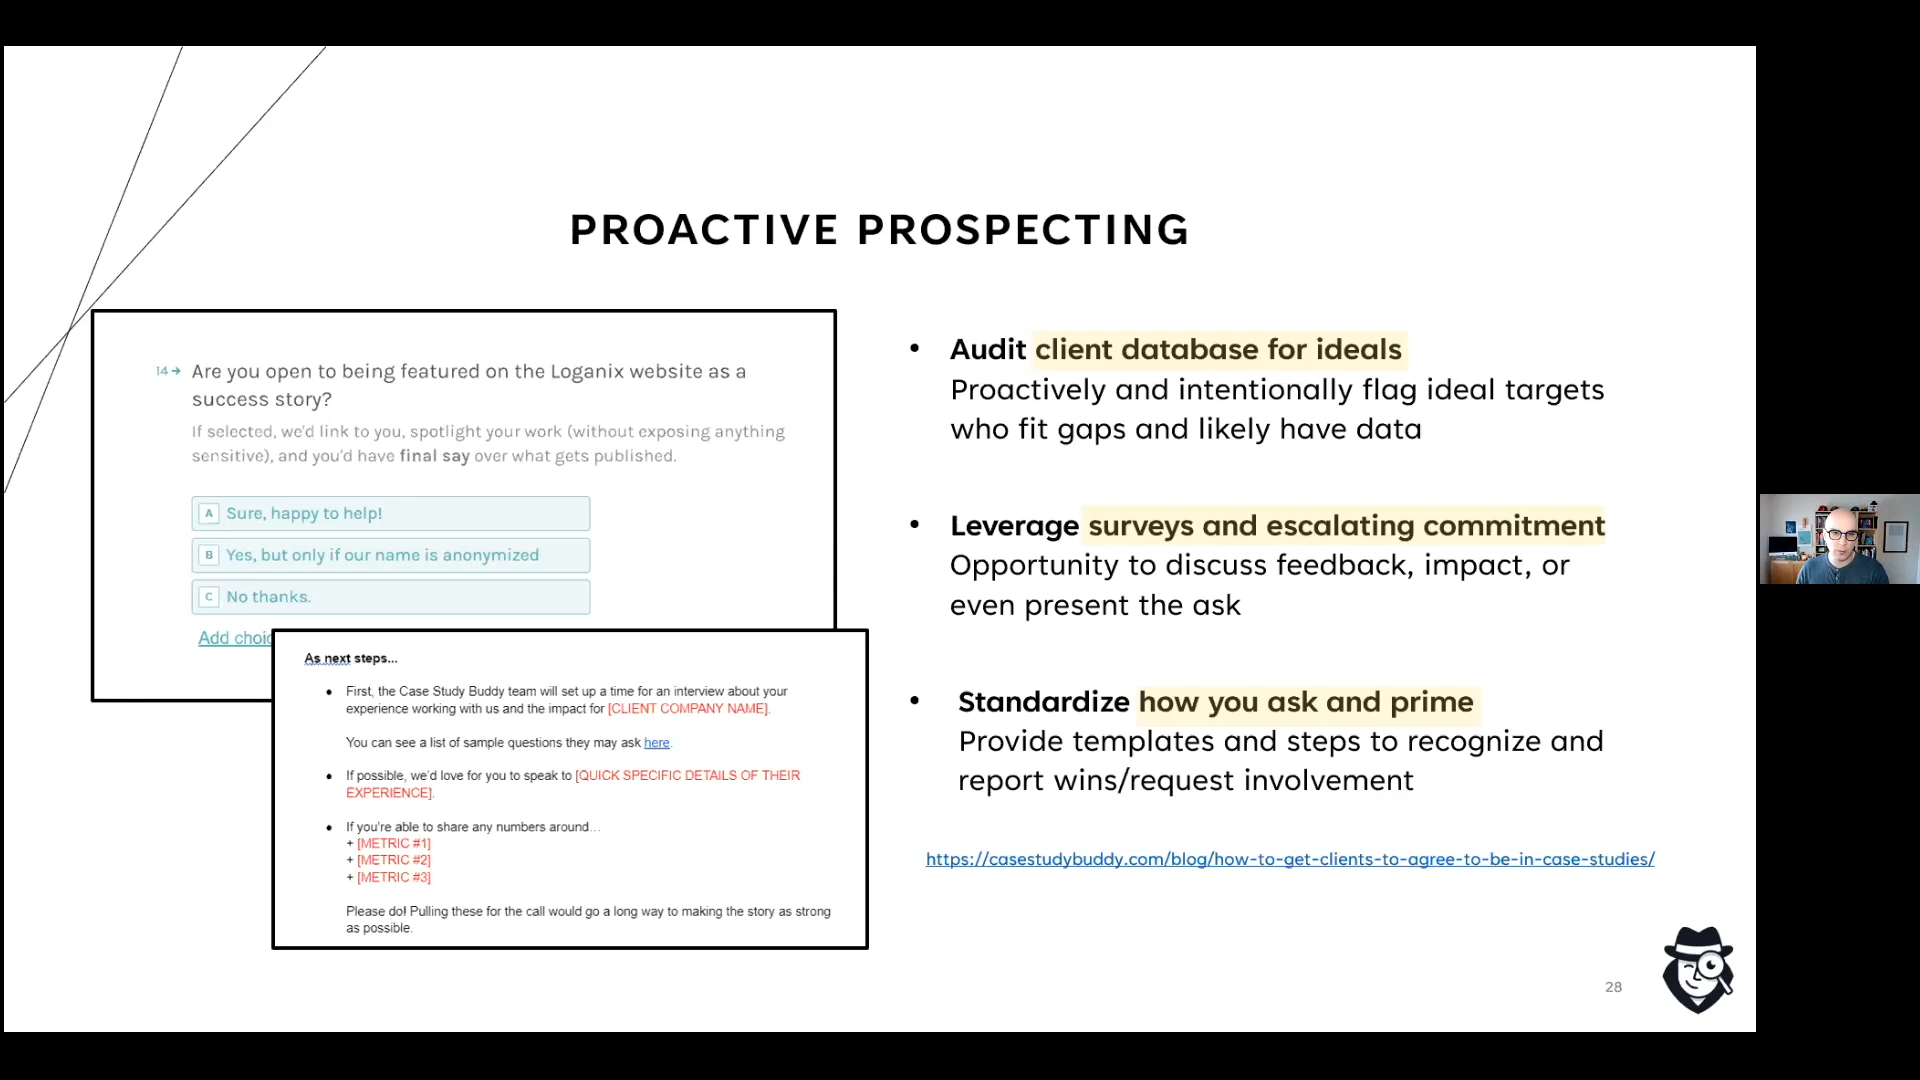 PROACTIVE PROSPECTING
14→ Are you open to being featured on the Loganix website as a
success story?
If selected, we'd link to you, spotlight your work (without exposing anything
sensitive), and you'd have final say over what gets published.
A Sure, happy to help!
B Yes, but only if our name is anonymized
C No thanks.
Add choic
As next steps...
• First, the Case Study Buddy team will set up a time for an interview about your
experience working with us and the impact for [CLIENT COMPANY NAME].
You can see a list of sample questions they may ask here.
• If possible, we'd love for you to speak to [QUICK SPECIFIC DETAILS OF THEIR
EXPERIENCE].
• If you're able to share any numbers around…
+ [METRIC #1]
+ [METRIC #2]
+ [METRIC #3]
Please do! Pulling these for the call would go a long way to making the story as strong
as possible.
• Audit client database for ideals
Proactively and intentionally flag ideal targets
who fit gaps and likely have data
• Leverage surveys and escalating commitment
Opportunity to discuss feedback, impact, or
even present the ask
• Standardize how you ask and prime
Provide templates and steps to recognize and
report wins/request involvement
https://casestudybuddy.com/blog/how-to-get-clients-to-agree-to-be-in-case-studies/
28